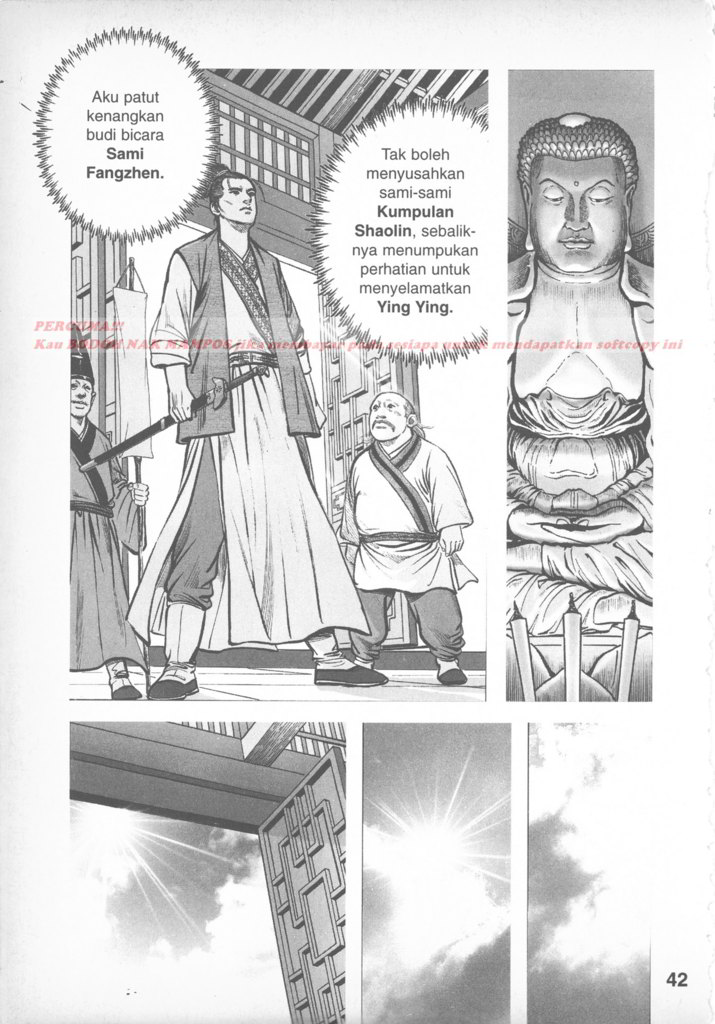 Aku patut
kenangkan
budi bicara
Sami
Fangzhen.
Tak boleh
menyusahkan
sami-sami
Kumpulan
Shaolin, sebalik-
nya menumpukan
perhatian untuk
menyelamatkan
Ying Ying.
PERCUMA!!
Kau BODOH NAK MAMPOS jika membayar pada sesiapa untuk mendapatkan softcopy ini
42